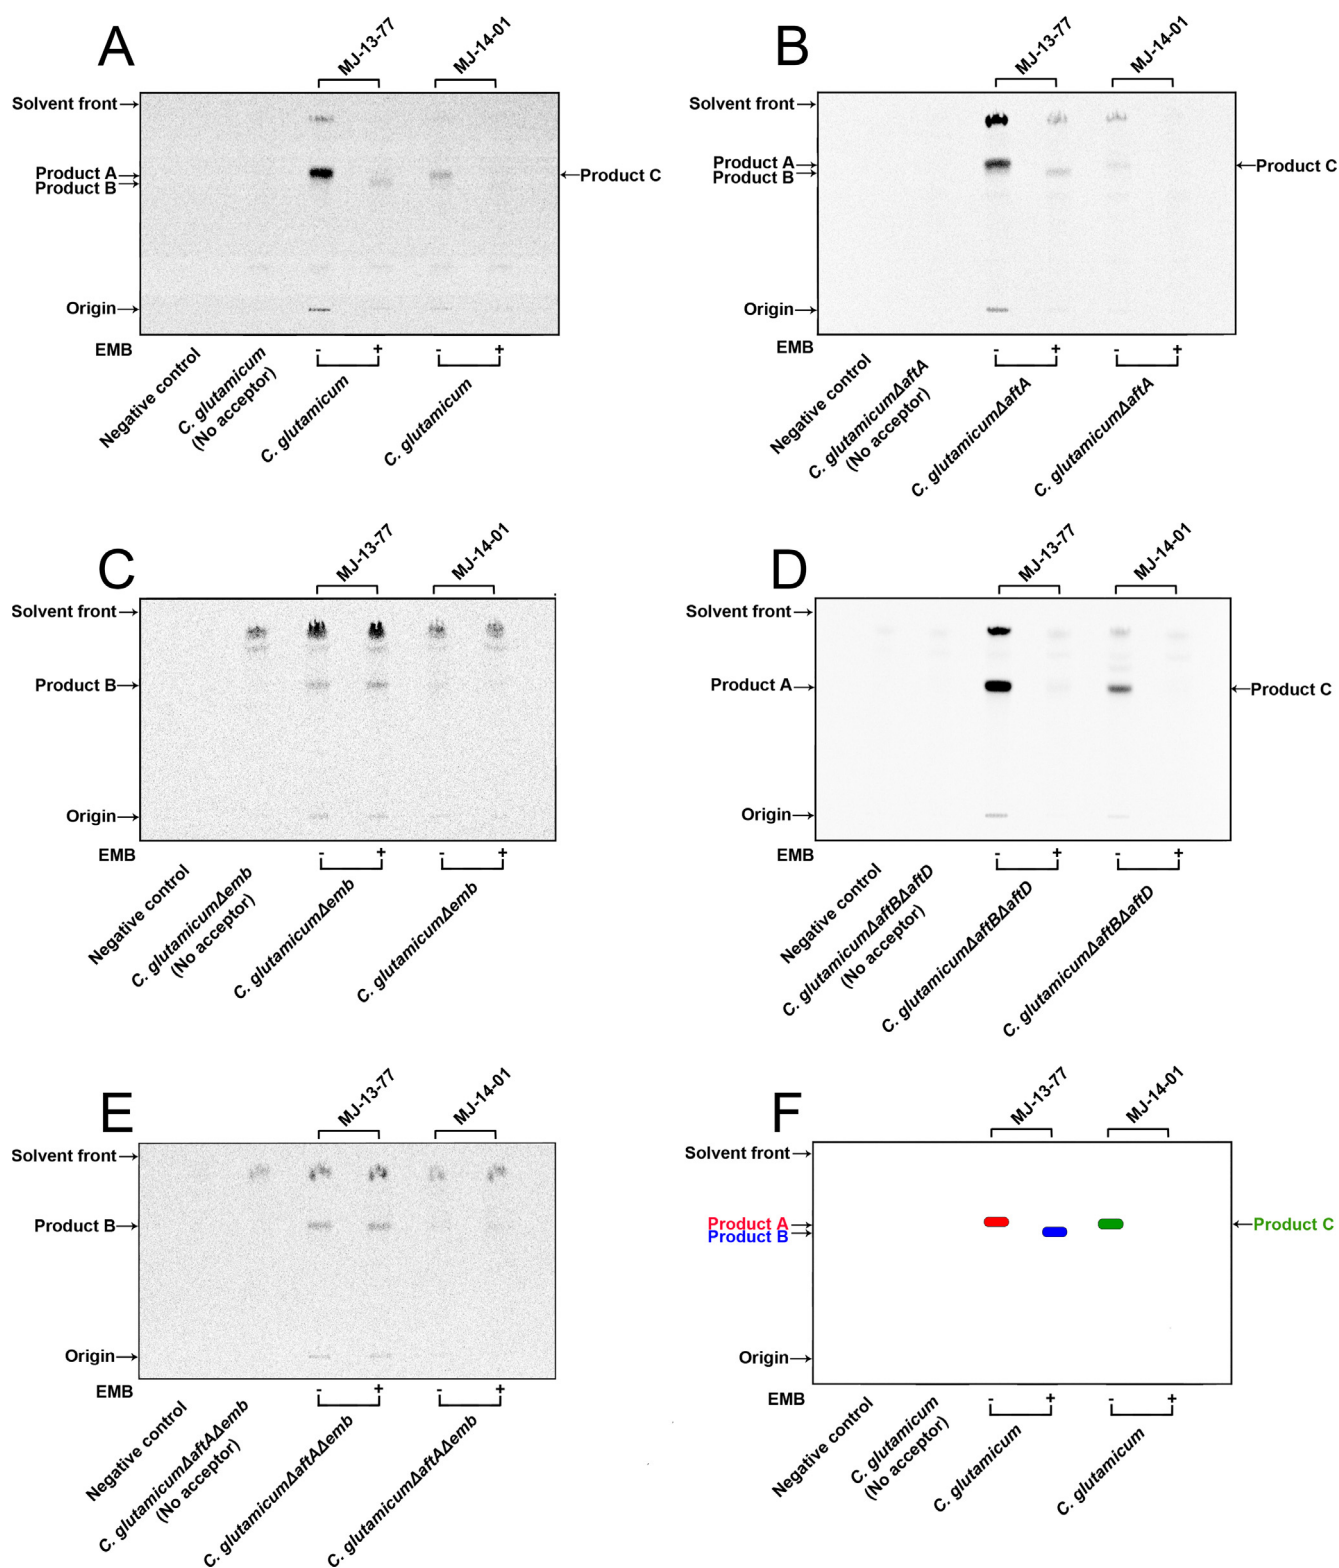 A
MJ-13-77
MJ-14-01
Solvent front
Product A
Product B
Product C
Origin
EMB
-
+
-
+
Negative control
C. glutamicum
(No acceptor)
C. glutamicum
C. glutamicum
B
MJ-13-77
MJ-14-01
Solvent front
Product A
Product B
Product C
Origin
EMB
-
+
-
+
Negative control
C. glutamicumΔaftA
(No acceptor)
C. glutamicumΔaftA
C. glutamicumΔaftA
C
MJ-13-77
MJ-14-01
Solvent front
Product B
Origin
EMB
-
+
-
+
Negative control
C. glutamicumΔemb
(No acceptor)
C. glutamicumΔemb
C. glutamicumΔemb
D
MJ-13-77
MJ-14-01
Solvent front
Product A
Product C
Origin
EMB
-
+
-
+
Negative control
C. glutamicumΔaftBΔaftD
(No acceptor)
C. glutamicumΔaftBΔaftD
C. glutamicumΔaftBΔaftD
E
MJ-13-77
MJ-14-01
Solvent front
Product B
Origin
EMB
-
+
-
+
Negative control
C. glutamicumΔaftAΔemb
(No acceptor)
C. glutamicumΔaftAΔemb
C. glutamicumΔaftAΔemb
F
MJ-13-77
MJ-14-01
Solvent front
Product A
Product B
Product C
Origin
EMB
-
+
-
+
Negative control
C. glutamicum
(No acceptor)
C. glutamicum
C. glutamicum